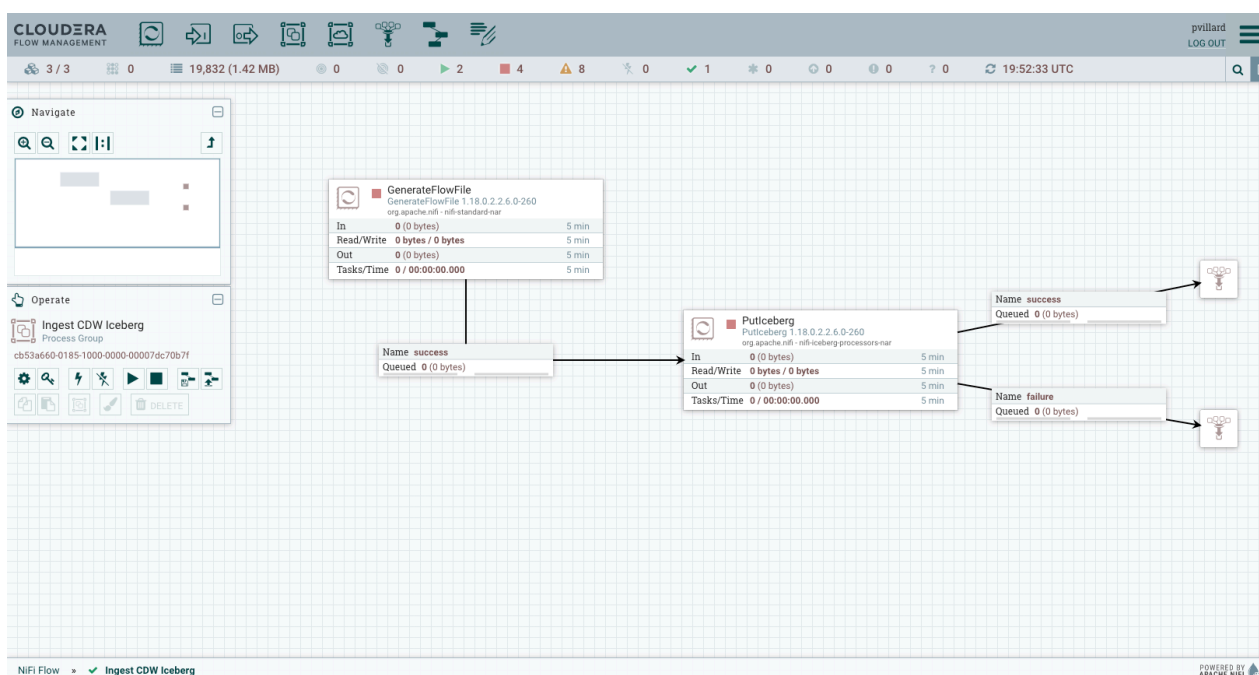 CLOUDERA
FLOW MANAGEMENT
pvillard
LOG OUT
3 / 3 0 19,832 (1.42 MB) 0 0 2 4 8 0 1 0 0 0 ? 0 19:52:33 UTC
Navigate
Operate
Ingest CDW Iceberg
Process Group
cb53a660-0185-1000-0000-00007dc70b7f
DELETE
GenerateFlowFile
GenerateFlowFile 1.18.0.2.2.6.0-260
org.apache.nifi - nifi-standard-nar
In 0 (0 bytes) 5 min
Read/Write 0 bytes / 0 bytes 5 min
Out 0 (0 bytes) 5 min
Tasks/Time 0 / 00:00:00.000 5 min
Name success
Queued 0 (0 bytes)
PutIceberg
PutIceberg 1.18.0.2.2.6.0-260
org.apache.nifi - nifi-iceberg-processors-nar
In 0 (0 bytes) 5 min
Read/Write 0 bytes / 0 bytes 5 min
Out 0 (0 bytes) 5 min
Tasks/Time 0 / 00:00:00.000 5 min
Name success
Queued 0 (0 bytes)
Name failure
Queued 0 (0 bytes)
NiFi Flow » Ingest CDW Iceberg
POWERED BY
APACHE NIFI